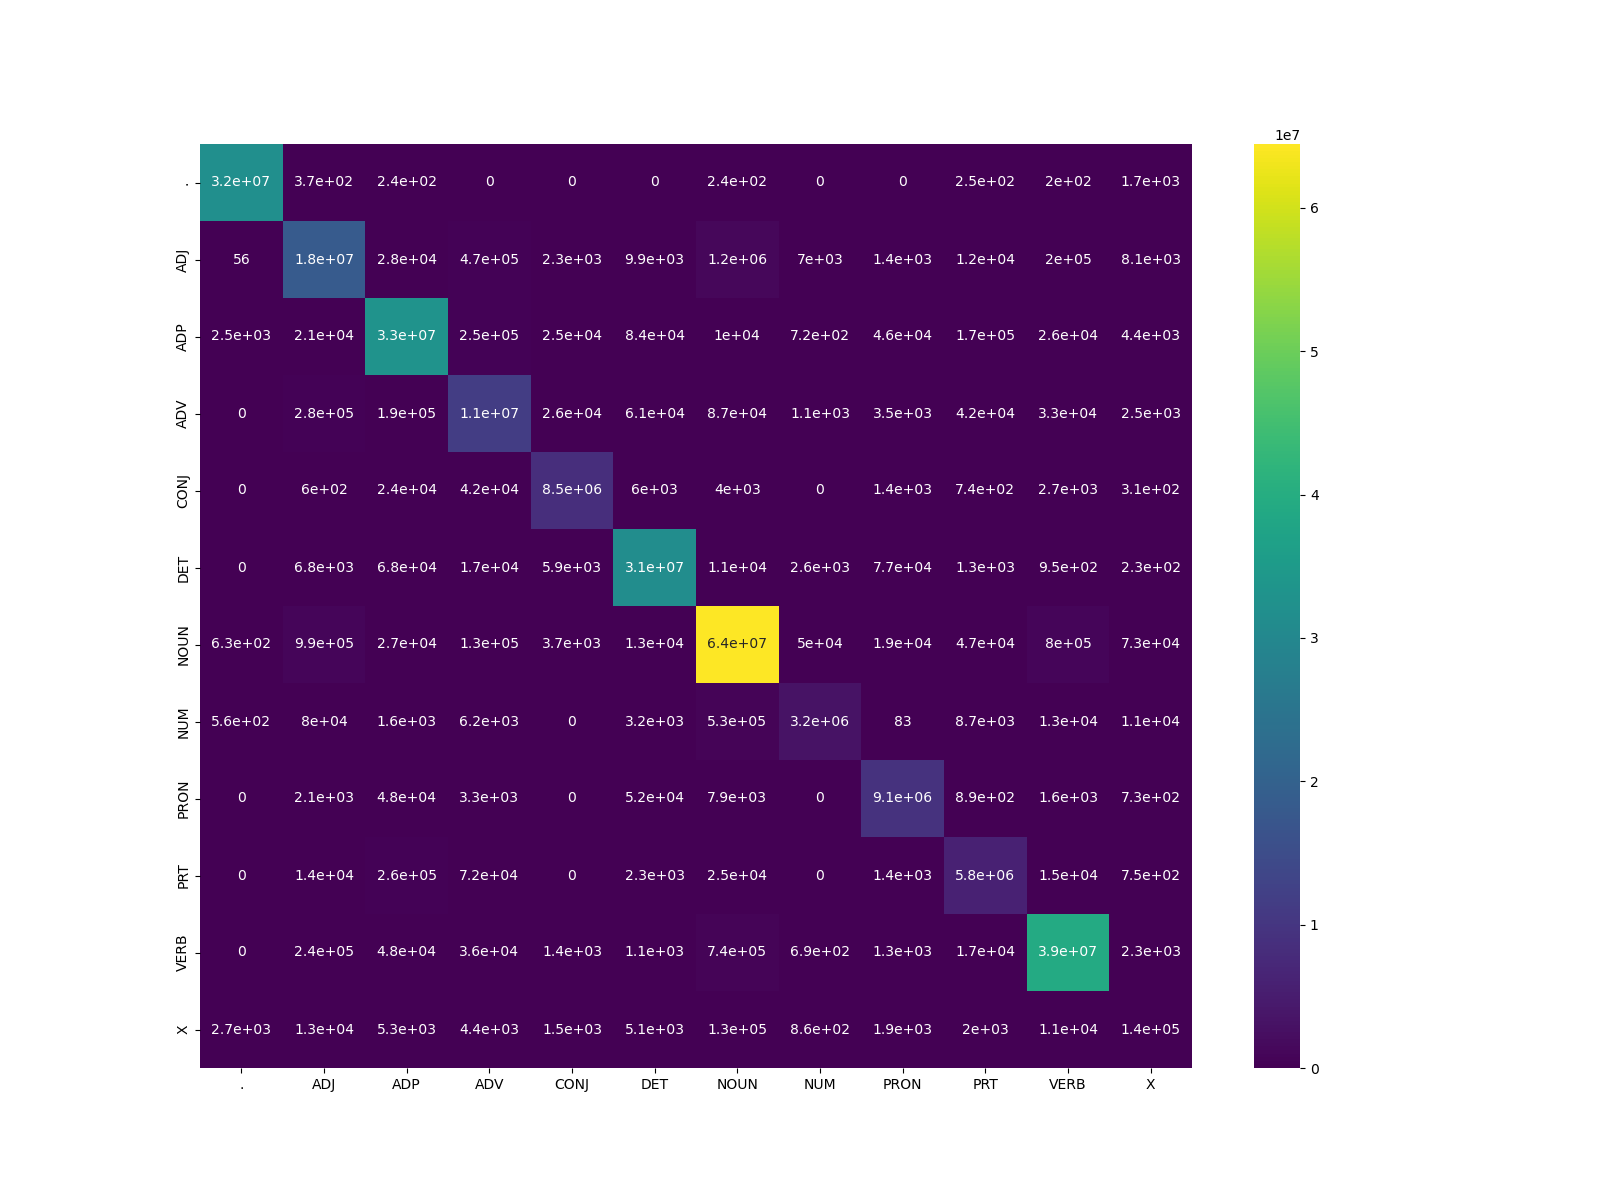 1e7
. 3.2e+07 3.7e+02 2.4e+02 0 0 0 2.4e+02 0 0 2.5e+02 2e+02 1.7e+03
ADJ 56 1.8e+07 2.8e+04 4.7e+05 2.3e+03 9.9e+03 1.2e+06 7e+03 1.4e+03 1.2e+04 2e+05 8.1e+03
ADP 2.5e+03 2.1e+04 3.3e+07 2.5e+05 2.5e+04 8.4e+04 1e+04 7.2e+02 4.6e+04 1.7e+05 2.6e+04 4.4e+03
ADV 0 2.8e+05 1.9e+05 1.1e+07 2.6e+04 6.1e+04 8.7e+04 1.1e+03 3.5e+03 4.2e+04 3.3e+04 2.5e+03
CONJ 0 6e+02 2.4e+04 4.2e+04 8.5e+06 6e+03 4e+03 0 1.4e+03 7.4e+02 2.7e+03 3.1e+02
DET 0 6.8e+03 6.8e+04 1.7e+04 5.9e+03 3.1e+07 1.1e+04 2.6e+03 7.7e+04 1.3e+03 9.5e+02 2.3e+02
NOUN 6.3e+02 9.9e+05 2.7e+04 1.3e+05 3.7e+03 1.3e+04 6.4e+07 5e+04 1.9e+04 4.7e+04 8e+05 7.3e+04
NUM 5.6e+02 8e+04 1.6e+03 6.2e+03 0 3.2e+03 5.3e+05 3.2e+06 83 8.7e+03 1.3e+04 1.1e+04
PRON 0 2.1e+03 4.8e+04 3.3e+03 0 5.2e+04 7.9e+03 0 9.1e+06 8.9e+02 1.6e+03 7.3e+02
PRT 0 1.4e+04 2.6e+05 7.2e+04 0 2.3e+03 2.5e+04 0 1.4e+03 5.8e+06 1.5e+04 7.5e+02
VERB 0 2.4e+05 4.8e+04 3.6e+04 1.4e+03 1.1e+03 7.4e+05 6.9e+02 1.3e+03 1.7e+04 3.9e+07 2.3e+03
X 2.7e+03 1.3e+04 5.3e+03 4.4e+03 1.5e+03 5.1e+03 1.3e+05 8.6e+02 1.9e+03 2e+03 1.1e+04 1.4e+05
. ADJ ADP ADV CONJ DET NOUN NUM PRON PRT VERB X
6
5
4
3
2
1
0